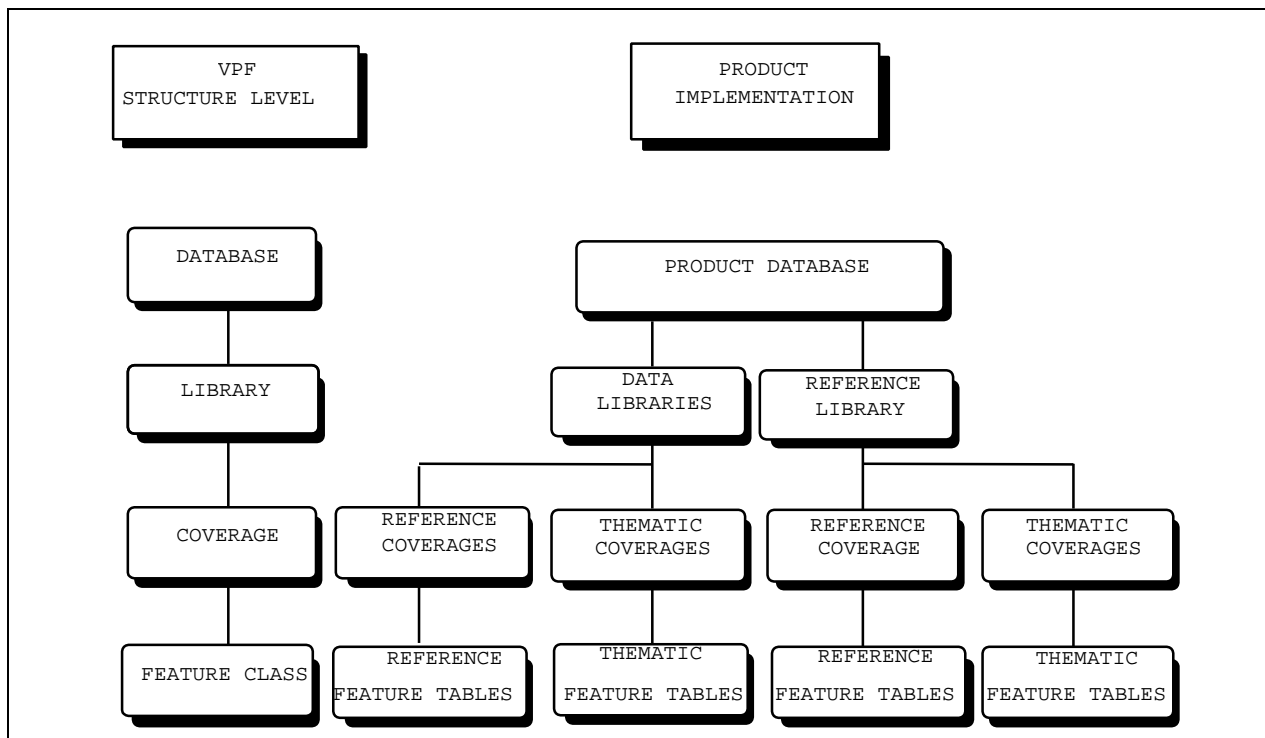 VPF
STRUCTURE LEVEL
PRODUCT
IMPLEMENTATION
DATABASE
PRODUCT DATABASE
LIBRARY
DATA
LIBRARIES
REFERENCE
LIBRARY
COVERAGE
REFERENCE
COVERAGES
THEMATIC
COVERAGES
REFERENCE
COVERAGE
THEMATIC
COVERAGES
FEATURE CLASS
REFERENCE
FEATURE TABLES
THEMATIC
FEATURE TABLES
REFERENCE
FEATURE TABLES
THEMATIC
FEATURE TABLES